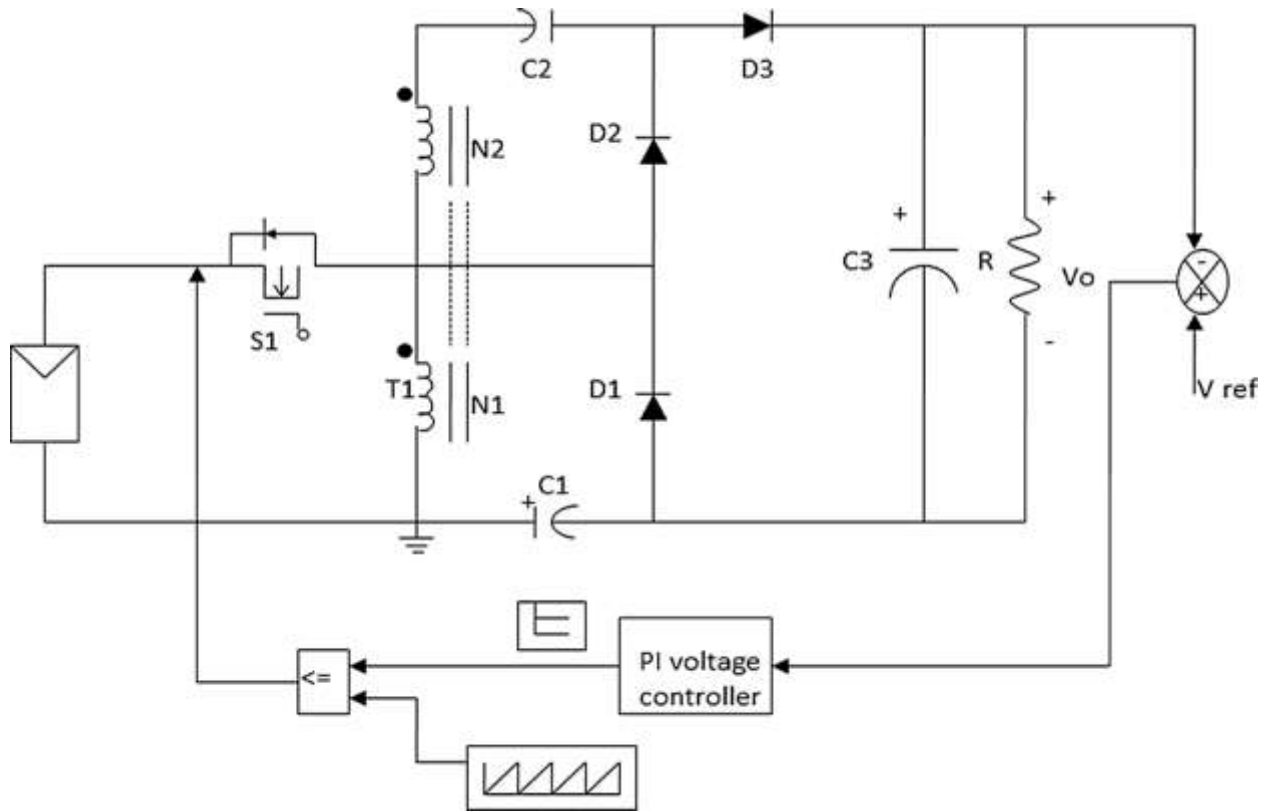 C2
D3
N2
D2
+
+
S1
C3
R
Vo
-
+
T1
N1
D1
-
V ref
C1
+
<=
PI voltage
controller